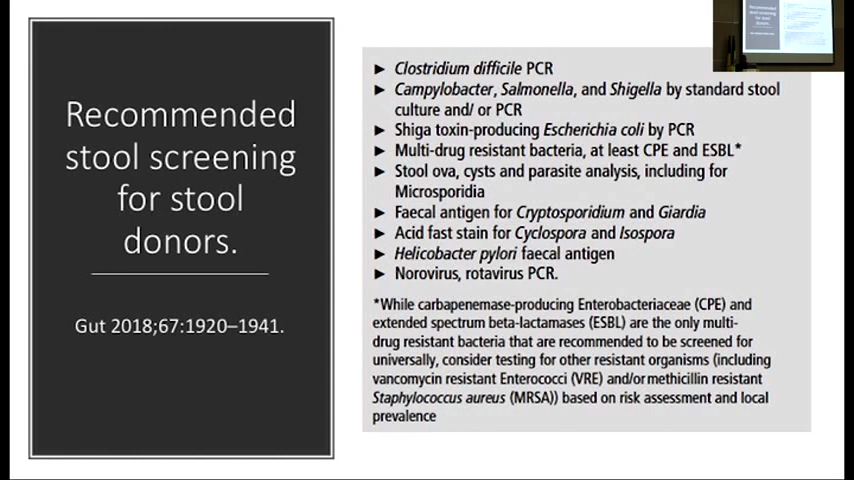 Recommended
stool screening
for stool
donors.
Gut 2018;67:1920–1941.
► Clostridium difficile PCR
► Campylobacter, Salmonella, and Shigella by standard stool
culture and/ or PCR
► Shiga toxin-producing Escherichia coli by PCR
► Multi-drug resistant bacteria, at least CPE and ESBL*
► Stool ova, cysts and parasite analysis, including for
Microsporidia
► Faecal antigen for Cryptosporidium and Giardia
► Acid fast stain for Cyclospora and Isospora
► Helicobacter pylori faecal antigen
► Norovirus, rotavirus PCR.
*While carbapenemase-producing Enterobacteriaceae (CPE) and
extended spectrum beta-lactamases (ESBL) are the only multi-
drug resistant bacteria that are recommended to be screened for
universally, consider testing for other resistant organisms (including
vancomycin resistant Enterococci (VRE) and/or methicillin resistant
Staphylococcus aureus (MRSA)) based on risk assessment and local
prevalence
Recommended
stool screening
for stool
donors.